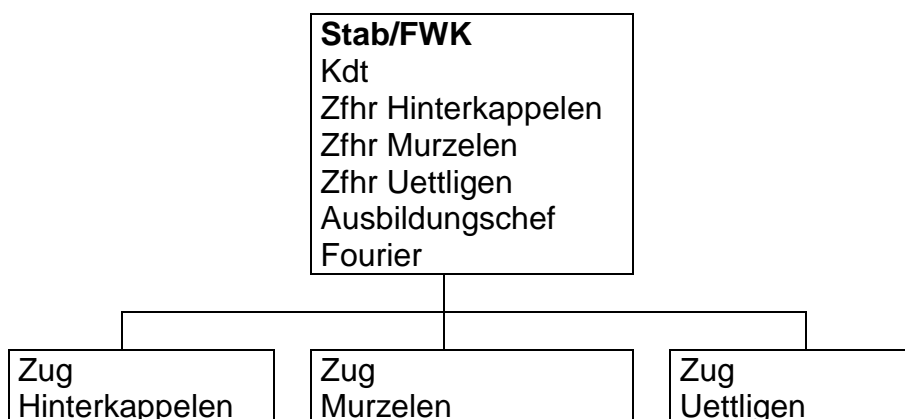 Stab/FWK
Kdt
Zfhr Hinterkappelen
Zfhr Murzelen
Zfhr Uettligen
Ausbildungschef
Fourier
Zug
Hinterkappelen
Zug
Murzelen
Zug
Uettligen